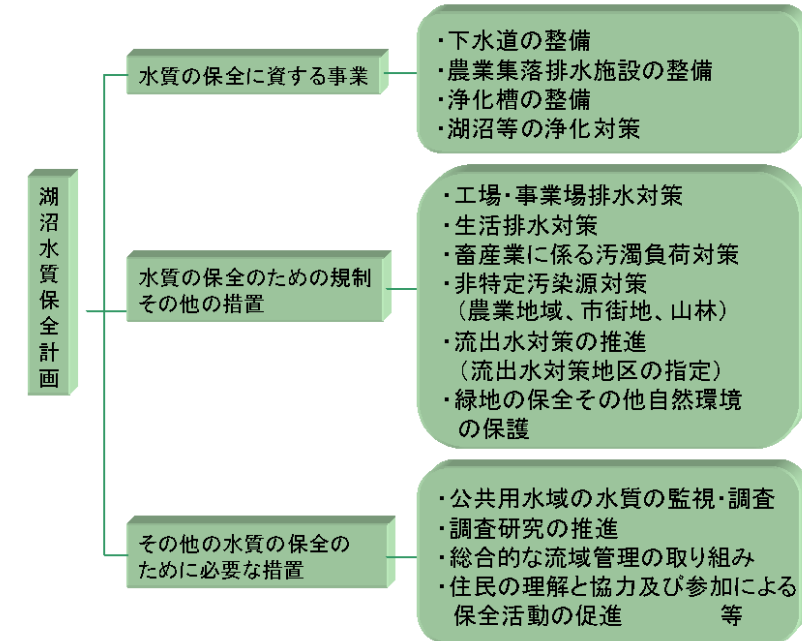 湖沼水質保全計画
水質の保全に資する事業
・下水道の整備
・農業集落排水施設の整備
・浄化槽の整備
・湖沼等の浄化対策
水質の保全のための規制
その他の措置
・工場・事業場排水対策
・生活排水対策
・畜産業に係る汚濁負荷対策
・非特定汚染源対策
（農業地域、市街地、山林）
・流出水対策の推進
（流出水対策地区の指定）
・緑地の保全その他自然環境
の保護
その他の水質の保全の
ために必要な措置
・公共用水域の水質の監視・調査
・調査研究の推進
・総合的な流域管理の取り組み
・住民の理解と協力及び参加による
保全活動の促進　　　　等